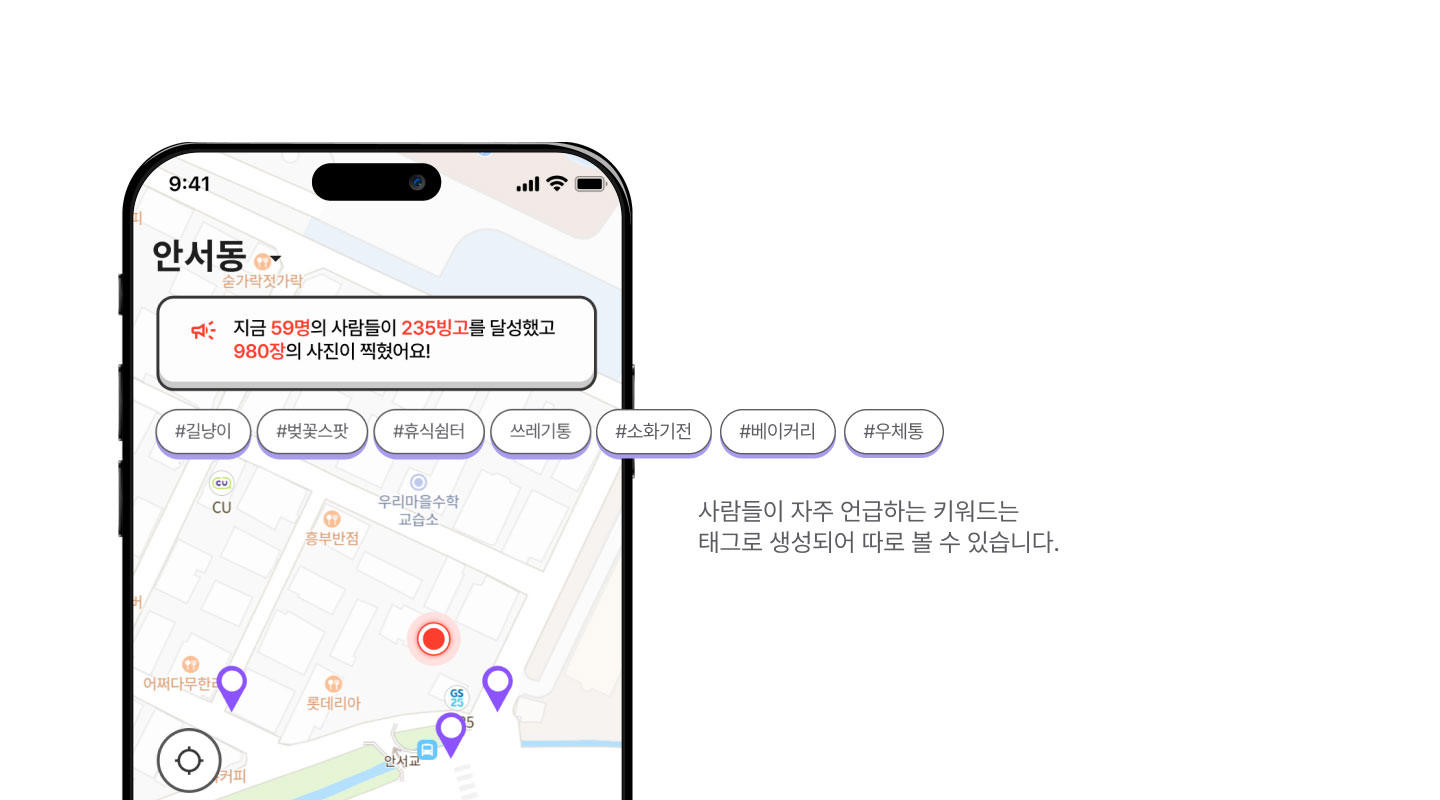 9:41
피
안서동
숟가락젓가락
지금 59명의 사람들이 235빙고를 달성했고
980장의 사진이 찍혔어요!
#길냥이 #벚꽃스팟 #휴식쉼터 쓰레기통 #소화기전 #베이커리 #우체통
CU
CU
우리마을수학
교습소
흥부반점
사람들이 자주 언급하는 키워드는
태그로 생성되어 따로 볼 수 있습니다.
버
어쩌다무한리
롯데리아
GS
25
25
안서교
커피